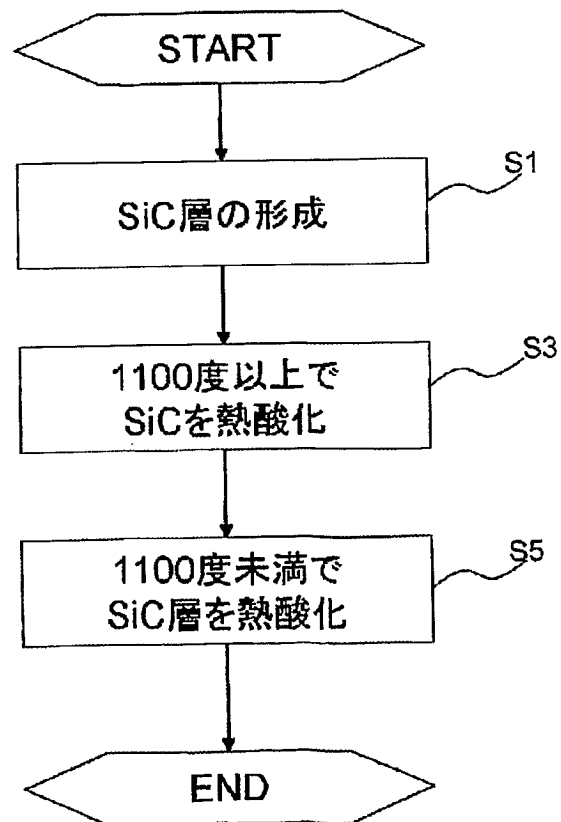 START
S1
SiC層の形成
S3
1100度以上で
SiCを熱酸化
S5
1100度未満で
SiC層を熱酸化
END